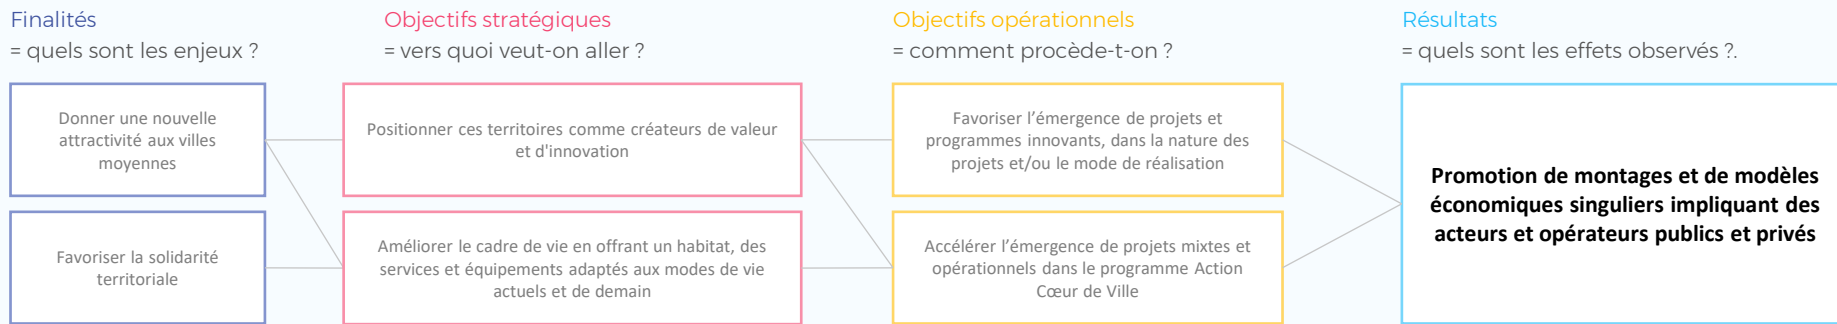 Finalités
= quels sont les enjeux ?
Objectifs stratégiques
= vers quoi veut-on aller ?
Objectifs opérationnels
= comment procède-t-on ?
Résultats
= quels sont les effets observés ?.
Donner une nouvelle
attractivité aux villes
moyennes
Favoriser la solidarité
territoriale
Positionner ces territoires comme créateurs de valeur
et d'innovation
Améliorer le cadre de vie en offrant un habitat, des
services et équipements adaptés aux modes de vie
actuels et de demain
Favoriser l’émergence de projets et
programmes innovants, dans la nature des
projets et/ou le mode de réalisation
Accélérer l’émergence de projets mixtes et
opérationnels dans le programme Action
Cœur de Ville
Promotion de montages et de modèles
économiques singuliers impliquant des
acteurs et opérateurs publics et privés